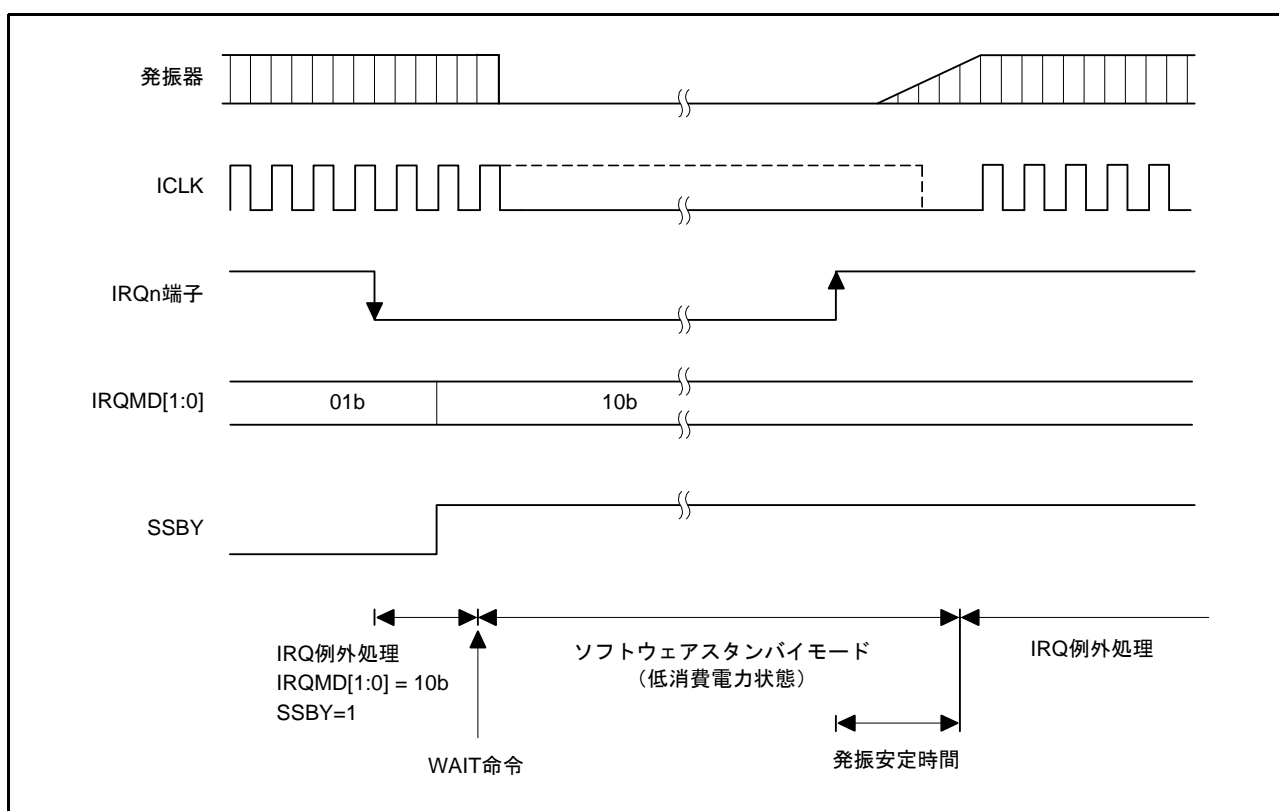 発振器
ICLK
IRQn端子
IRQMD[1:0]
01b
10b
SSBY
IRQ例外処理
IRQMD[1:0] = 10b
SSBY=1
WAIT命令
ソフトウェアスタンバイモード
（低消費電力状態）
発振安定時間
IRQ例外処理